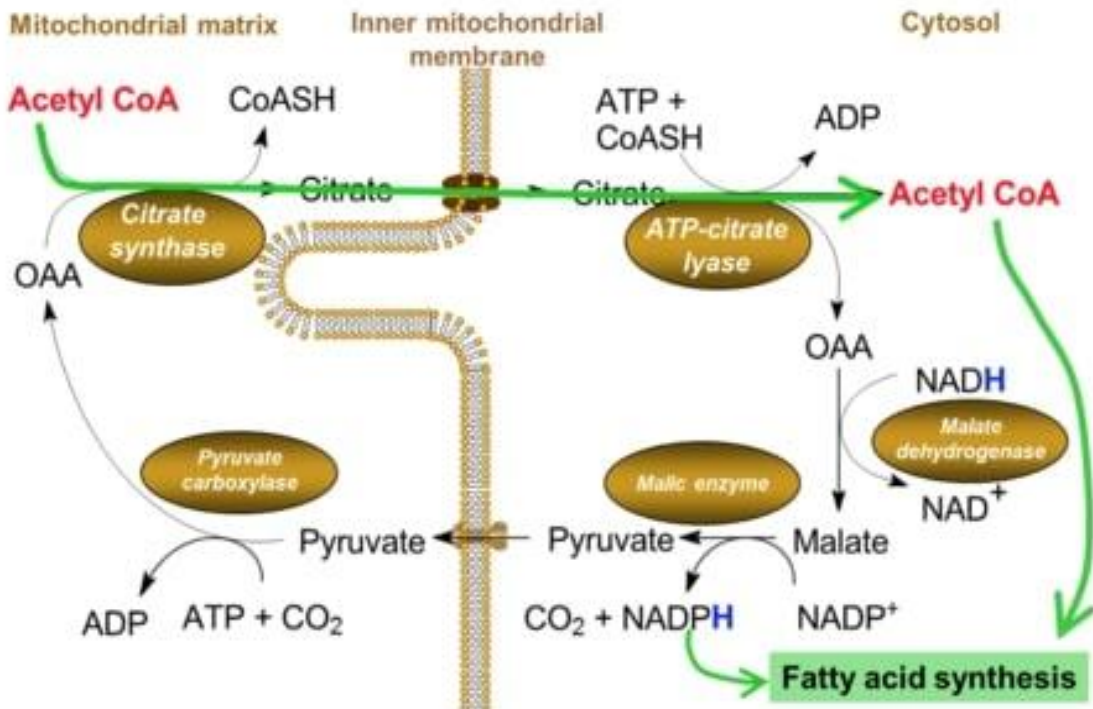 Mitochondrial matrix
Inner mitochondrial
membrane
Cytosol
Acetyl CoA
CoASH
ATP +
CoASH
ADP
Citrate
Citrate
Acetyl CoA
Citrate
synthase
ATP-citrate
lyase
OAA
OAA
NADH
Malate
dehydrogenase
NAD⁺
Pyruvate
carboxylase
Malic enzyme
Pyruvate
Pyruvate
Malate
ADP
ATP + CO₂
CO₂ + NADPH
NADP⁺
Fatty acid synthesis